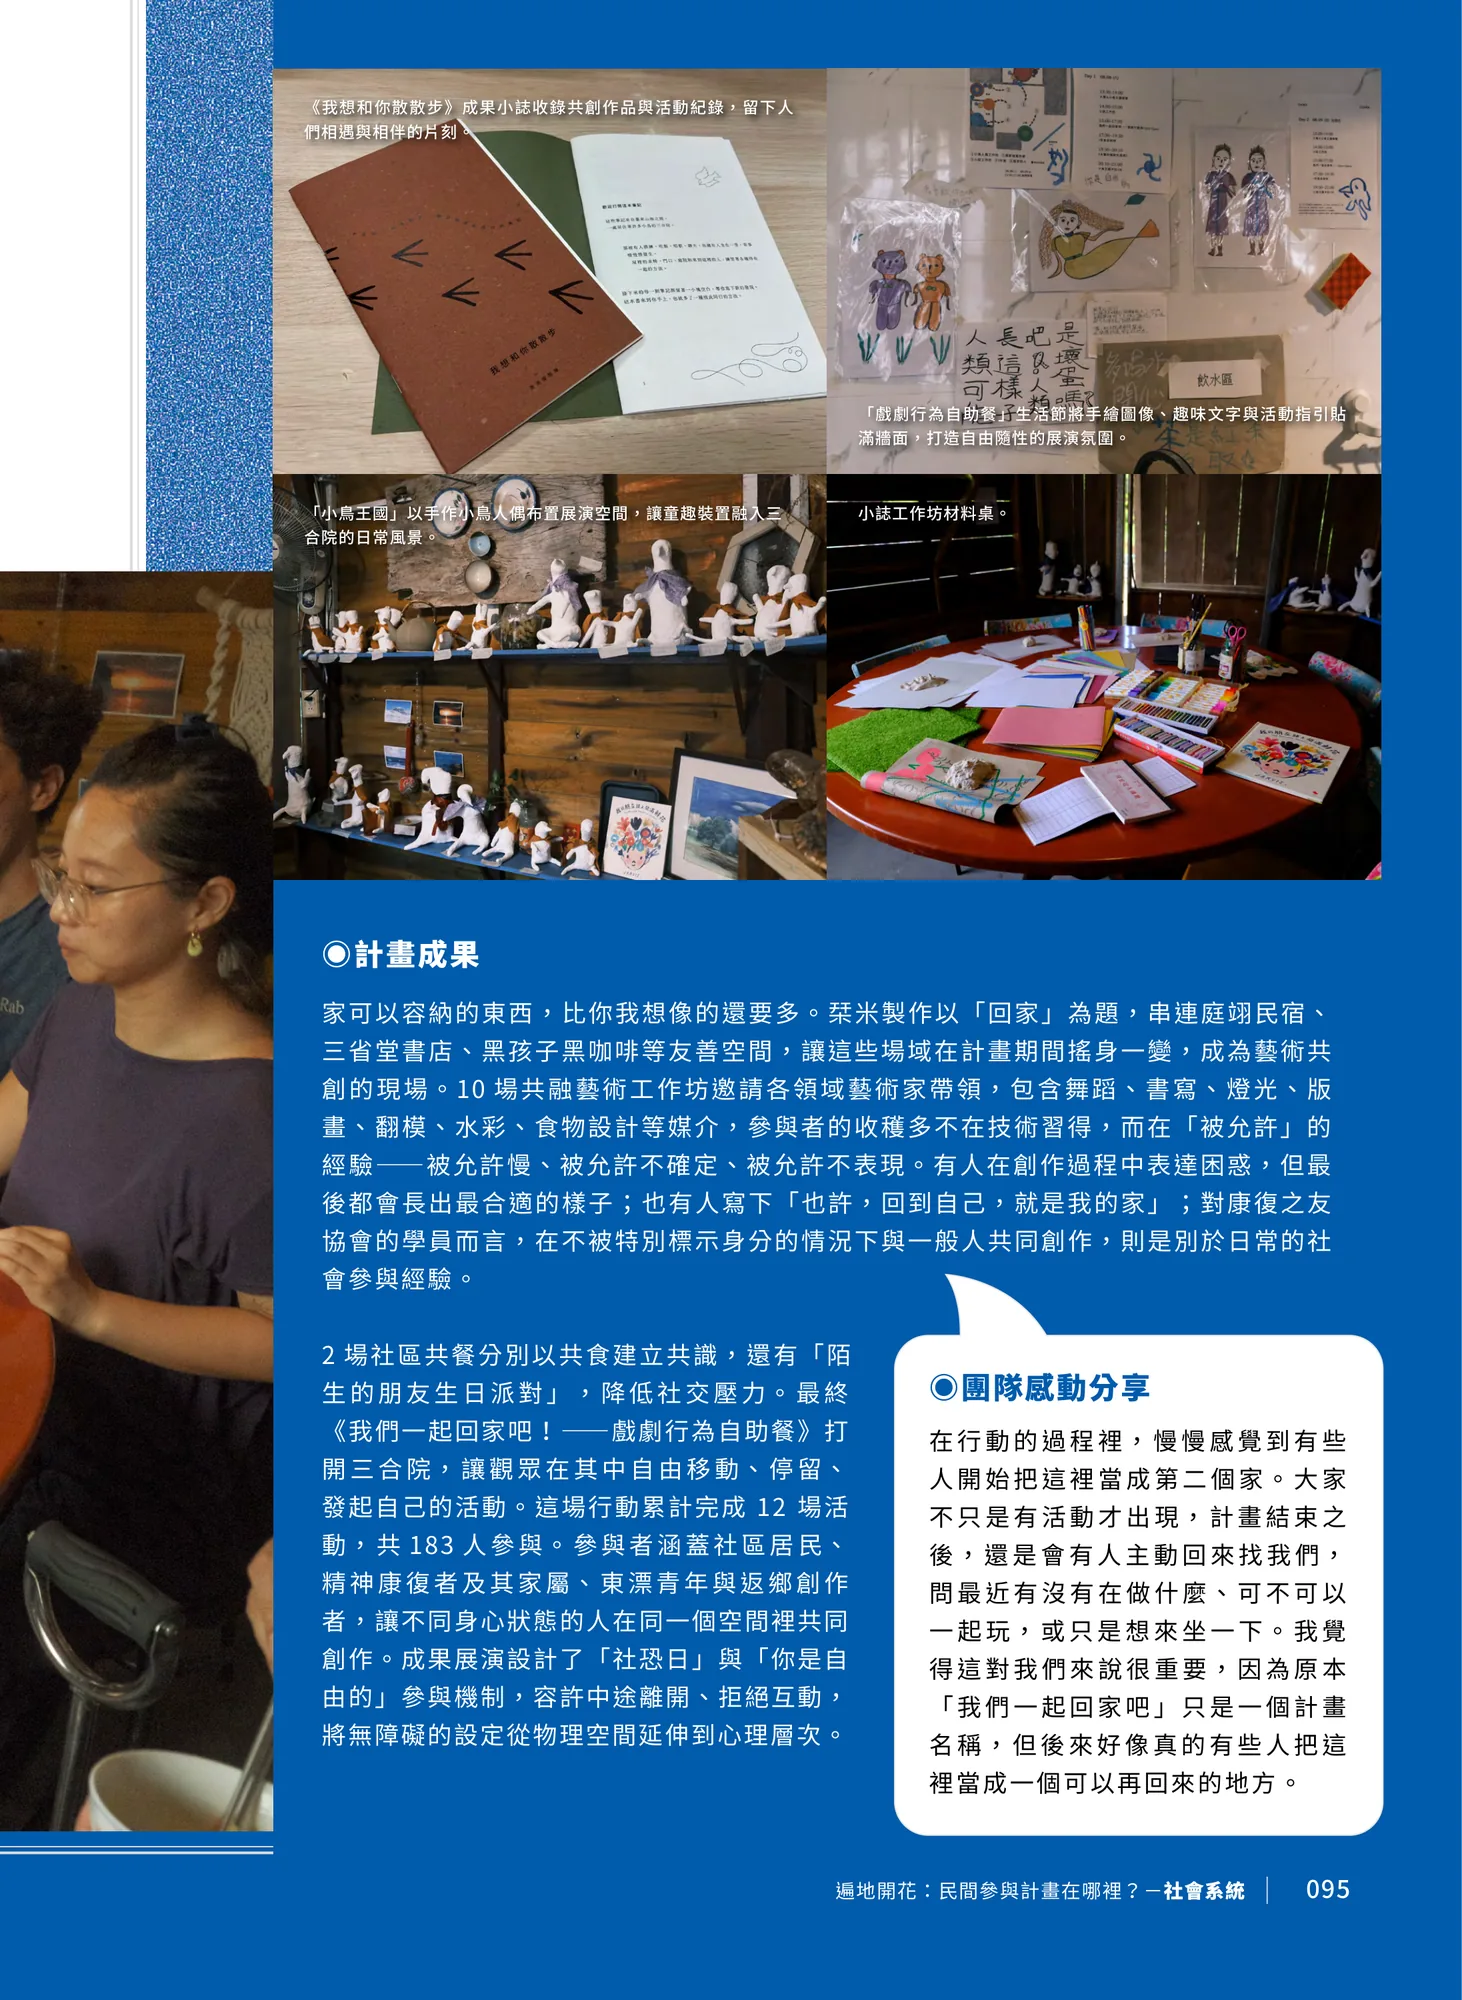 《我想和你散散步》成果小誌收錄共創作品與活動紀錄，留下人
們相遇與相伴的片刻。
我想和你散散步
人類可
長這樣子
吧？人類
是壞蛋嗎？
飲水區
「戲劇行為自助餐」生活節將手繪圖像、趣味文字與活動指引貼
滿牆面，打造自由隨性的展演氛圍。
「小鳥王國」以手作小鳥人偶布置展演空間，讓童趣裝置融入三
合院的日常風景。
小誌工作坊材料桌。
Rab
◉計畫成果
家可以容納的東西，比你我想像的還要多。栞米製作以「回家」為題，串連庭翊民宿、
三省堂書店、黑孩子黑咖啡等友善空間，讓這些場域在計畫期間搖身一變，成為藝術共
創的現場。10 場共融藝術工作坊邀請各領域藝術家帶領，包含舞蹈、書寫、燈光、版
畫、翻模、水彩、食物設計等媒介，參與者的收穫多不在技術習得，而在「被允許」的
經驗——被允許慢、被允許不確定、被允許不表現。有人在創作過程中表達困惑，但最
後都會長出最合適的樣子；也有人寫下「也許，回到自己，就是我的家」；對康復之友
協會的學員而言，在不被特別標示身分的情況下與一般人共同創作，則是別於日常的社
會參與經驗。
2 場社區共餐分別以共食建立共識，還有「陌
生的朋友生日派對」，降低社交壓力。最終
《我們一起回家吧！——戲劇行為自助餐》打
開三合院，讓觀眾在其中自由移動、停留、
發起自己的活動。這場行動累計完成 12 場活
動，共 183 人參與。參與者涵蓋社區居民、
精神康復者及其家屬、東漂青年與返鄉創作
者，讓不同身心狀態的人在同一個空間裡共同
創作。成果展演設計了「社恐日」與「你是自
由的」參與機制，容許中途離開、拒絕互動，
將無障礙的設定從物理空間延伸到心理層次。
◉團隊感動分享
在行動的過程裡，慢慢感覺到有些
人開始把這裡當成第二個家。大家
不只是有活動才出現，計畫結束之
後，還是會有人主動回來找我們，
問最近有沒有在做什麼、可不可以
一起玩，或只是想來坐一下。我覺
得這對我們來說很重要，因為原本
「我們一起回家吧」只是一個計畫
名稱，但後來好像真的有些人把這
裡當成一個可以再回來的地方。
遍地開花：民間參與計畫在哪裡？－社會系統
095